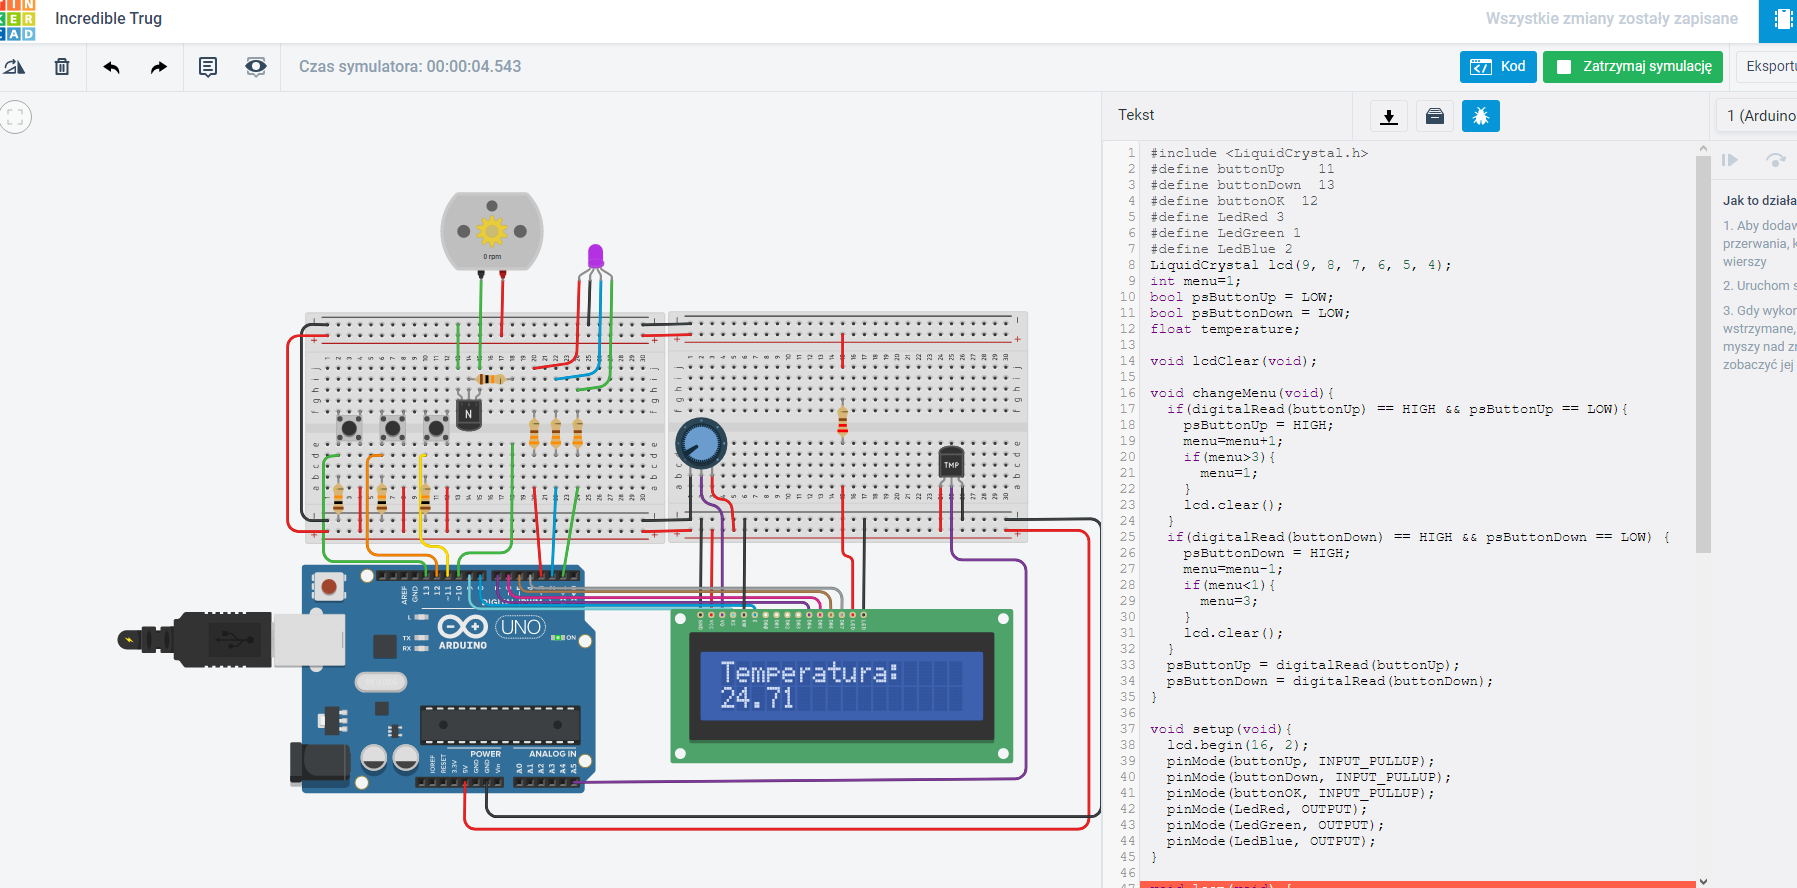 TIN
KER
CAD
Incredible Trug
Wszystkie zmiany zostały zapisane
Czas symulatora: 00:00:04.543
Kod
Zatrzymaj symulację
Eksportu
Tekst
1 (Arduino
1 #include <LiquidCrystal.h>
2 #define buttonUp    11
3 #define buttonDown  13
4 #define buttonOK  12
5 #define LedRed 3
6 #define LedGreen 1
7 #define LedBlue 2
8 LiquidCrystal lcd(9, 8, 7, 6, 5, 4);
9 int menu=1;
10 bool psButtonUp = LOW;
11 bool psButtonDown = LOW;
12 float temperature;
13
14 void lcdClear(void);
15
16 void changeMenu(void){
17   if(digitalRead(buttonUp) == HIGH && psButtonUp == LOW){
18     psButtonUp = HIGH;
19     menu=menu+1;
20     if(menu>3){
21       menu=1;
22     }
23     lcd.clear();
24   }
25   if(digitalRead(buttonDown) == HIGH && psButtonDown == LOW) {
26     psButtonDown = HIGH;
27     menu=menu-1;
28     if(menu<1){
29       menu=3;
30     }
31     lcd.clear();
32   }
33   psButtonUp = digitalRead(buttonUp);
34   psButtonDown = digitalRead(buttonDown);
35 }
36
37 void setup(void){
38   lcd.begin(16, 2);
39   pinMode(buttonUp, INPUT_PULLUP);
40   pinMode(buttonDown, INPUT_PULLUP);
41   pinMode(buttonOK, INPUT_PULLUP);
42   pinMode(LedRed, OUTPUT);
43   pinMode(LedGreen, OUTPUT);
44   pinMode(LedBlue, OUTPUT);
45 }
46
47 void loop(void) {
Jak to działa
1. Aby dodaw
przerwania, k
wierszy
2. Uruchom s
3. Gdy wykor
wstrzymane,
myszy nad zr
zobaczyć jej
0 rpm
N
TMP
AREF
GND
13
12
~11
~10
L
TX
RX
ARDUINO
UNO
ON
POWER
ANALOG IN
IOREF
RESET
3.3V
5V
GND
GND
Vin
A0
A1
A2
A3
A4
A5
Temperatura:
24.71